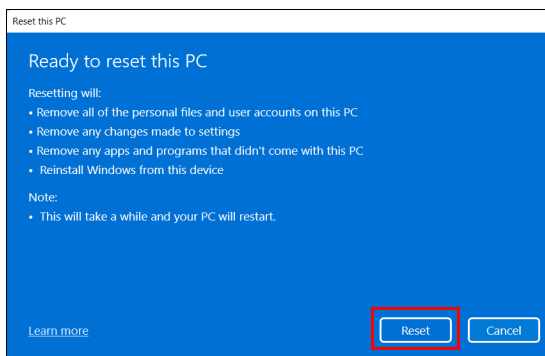 Reset this PC
Ready to reset this PC
Resetting will:
• Remove all of the personal files and user accounts on this PC
• Remove any changes made to settings
• Remove any apps and programs that didn't come with this PC
• Reinstall Windows from this device
Note:
• This will take a while and your PC will restart.
Learn more
Reset
Cancel